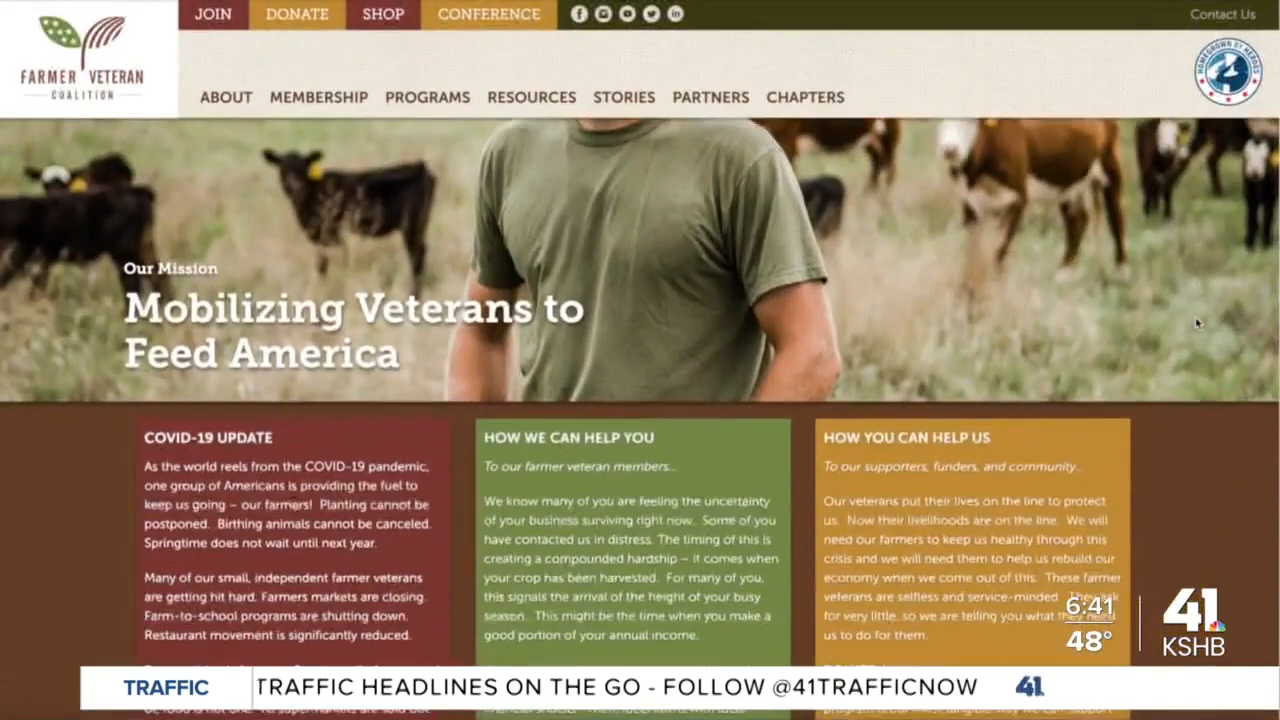 JOIN DONATE SHOP CONFERENCE
Contact Us
FARMER VETERAN
COALITION
HOMEGROWN BY HEROES
ABOUT MEMBERSHIP PROGRAMS RESOURCES STORIES PARTNERS CHAPTERS
Our Mission
Mobilizing Veterans to
Feed America
COVID-19 UPDATE
As the world reels from the COVID-19 pandemic,
one group of Americans is providing the fuel to
keep us going – our farmers! Planting cannot be
postponed. Birthing animals cannot be canceled.
Springtime does not wait until next year.
Many of our small, independent farmer veterans
are getting hit hard. Farmers markets are closing.
Farm-to-school programs are shutting down.
Restaurant movement is significantly reduced.
HOW WE CAN HELP YOU
To our farmer veteran members...
We know many of you are feeling the uncertainty
of your business surviving right now. Some of you
have contacted us in distress. The timing of this is
creating a compounded hardship – it comes when
your crop has been harvested. For many of you,
this signals the arrival of the height of your busy
season. This might be the time when you make a
good portion of your annual income.
HOW YOU CAN HELP US
To our supporters, funders, and community...
Our veterans put their lives on the line to protect
us. Now their livelihoods are on the line. We will
need our farmers to keep us healthy through this
crisis and we will need them to help us rebuild our
economy when we come out of this. These farmer
veterans are selfless and service-minded. They ask
for very little, so we are telling you what they need
us to do for them.
6:41
48°
41
KSHB
TRAFFIC
TRAFFIC HEADLINES ON THE GO - FOLLOW @41TRAFFICNOW
41